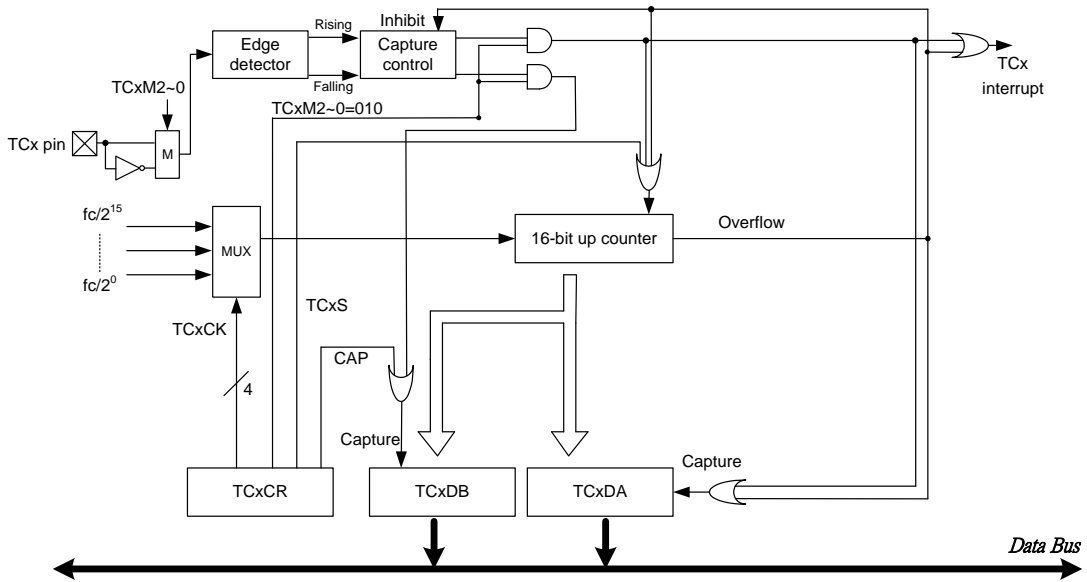 Inhibit
Rising
Edge
detector
Capture
control
Falling
TCx
interrupt
TCxM2~0
TCxM2~0=010
TCx pin
M
fc/2^15
MUX
16-bit up counter
Overflow
fc/2^0
TCxS
TCxCK
CAP
4
Capture
Capture
TCxCR
TCxDB
TCxDA
Data Bus